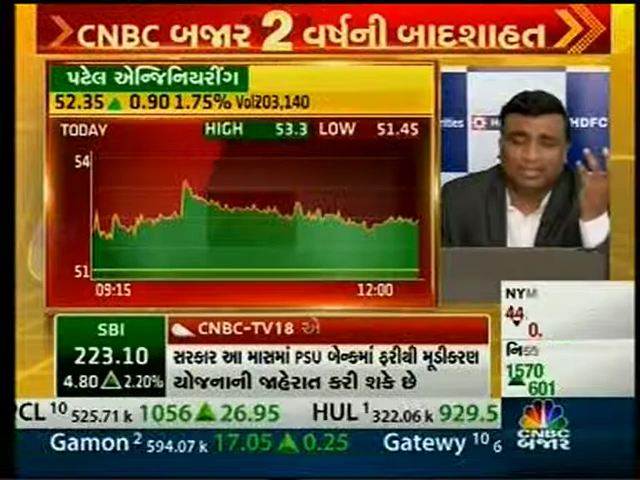 CNBC બજાર 2 વર્ષની બાદશાહત
પટેલ એન્જિનિયરીંગ
52.35 0.90 1.75% Vol203,140
TODAY HIGH 53.3 LOW 51.45
54
51
09:15 12:00
HDFC
SBI
223.10
4.80 2.20%
CNBC-TV18 એ
સરકાર આ માસમાં PSU બેન્કમાં ફરીથી મૂડીકરણ
યોજનાની જાહેરાત કરી શકે છે
NYM
44.
0.
1570
601
CL 10 525.71 k 1056 26.95 HUL 1 322.06 k 929.5
Gamon 2 594.07 k 17.05 0.25 Gatewy 10 6
CNBC
બજાર